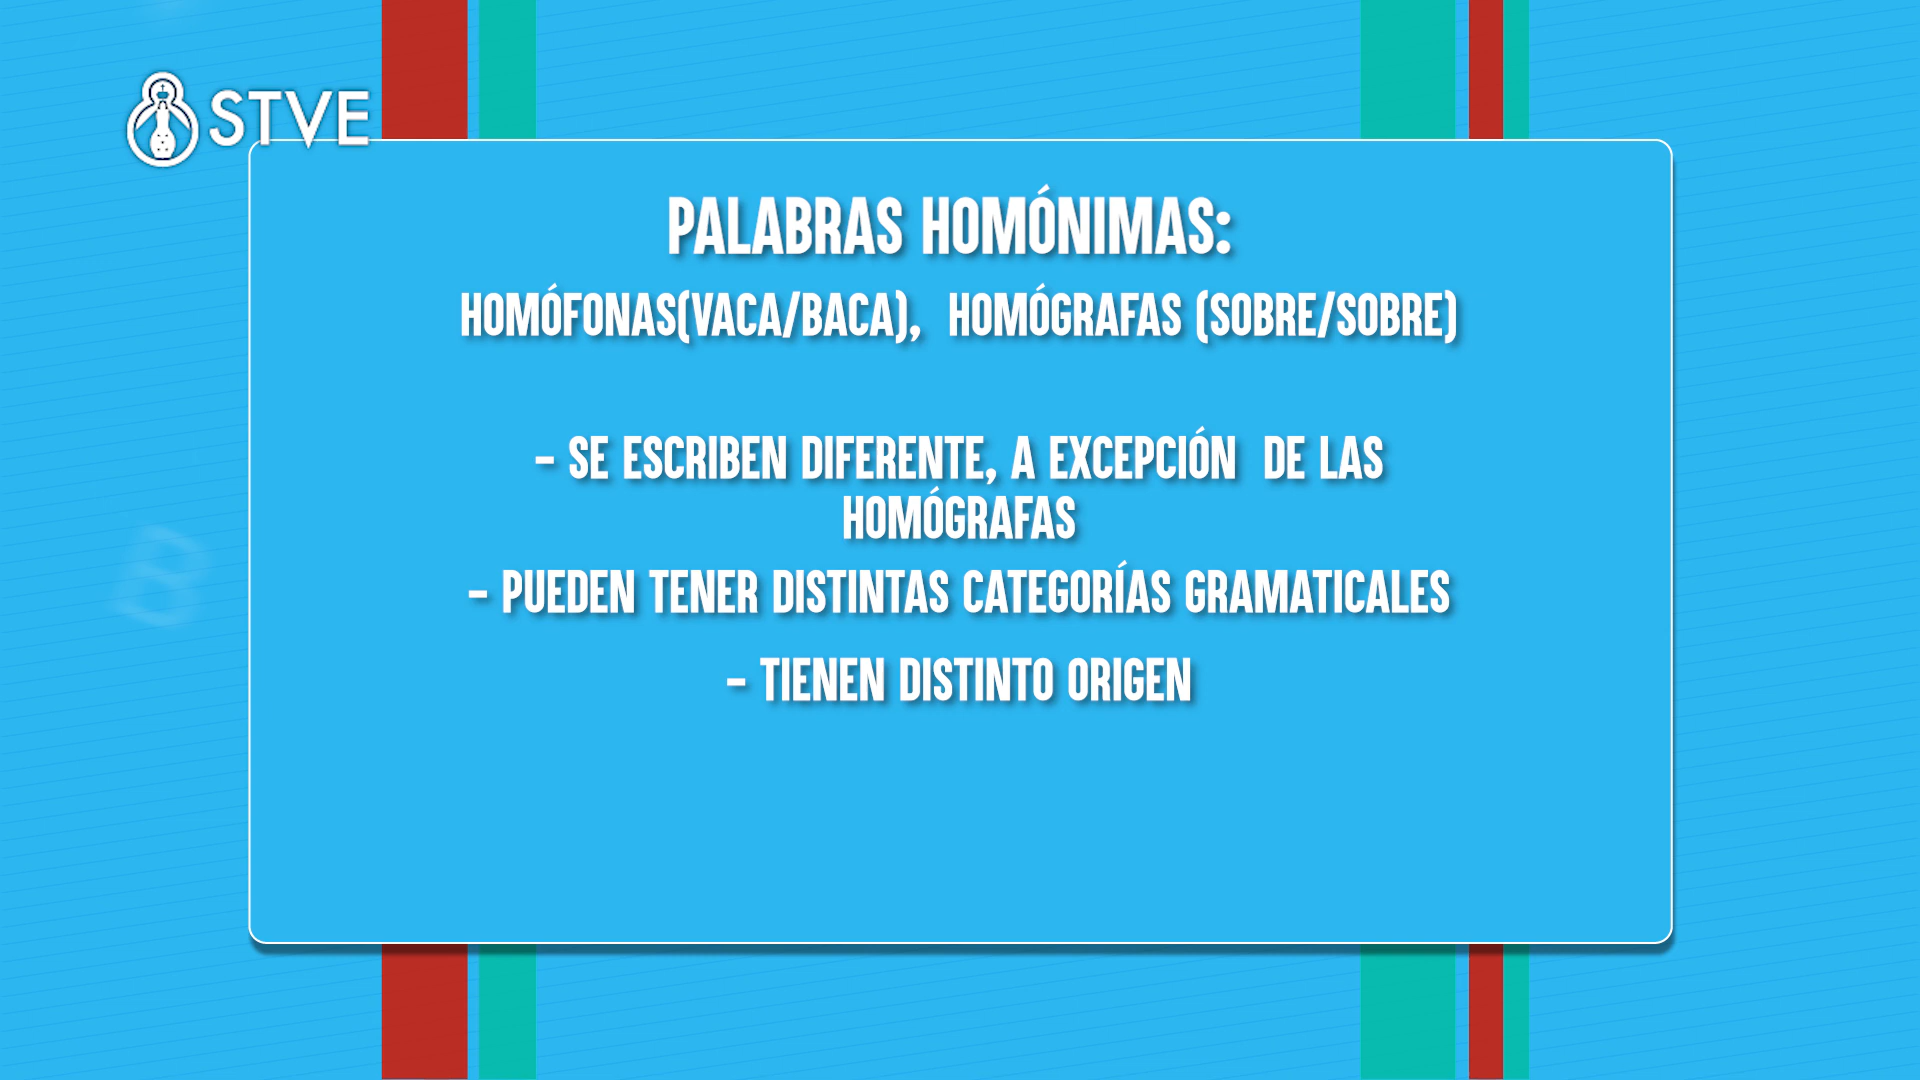 STVE
PALABRAS HOMÓNIMAS:
HOMÓFONAS(VACA/BACA), HOMÓGRAFAS (SOBRE/SOBRE)
- SE ESCRIBEN DIFERENTE, A EXCEPCIÓN DE LAS
HOMÓGRAFAS
- PUEDEN TENER DISTINTAS CATEGORÍAS GRAMATICALES
- TIENEN DISTINTO ORIGEN
8